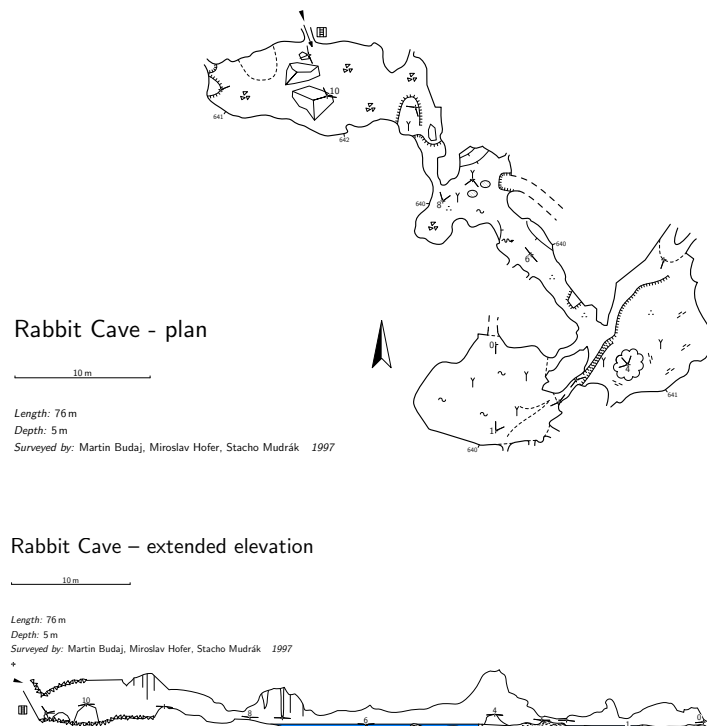 10
641
642
640
8
640
6
Rabbit Cave - plan
0
10 m
4
641
Length: 76 m
Depth: 5 m
1
Surveyed by: Martin Budaj, Miroslav Hofer, Stacho Mudrák 1997
640
Rabbit Cave – extended elevation
10 m
Length: 76 m
Depth: 5 m
Surveyed by: Martin Budaj, Miroslav Hofer, Stacho Mudrák 1997
10
8
6
4
1
0